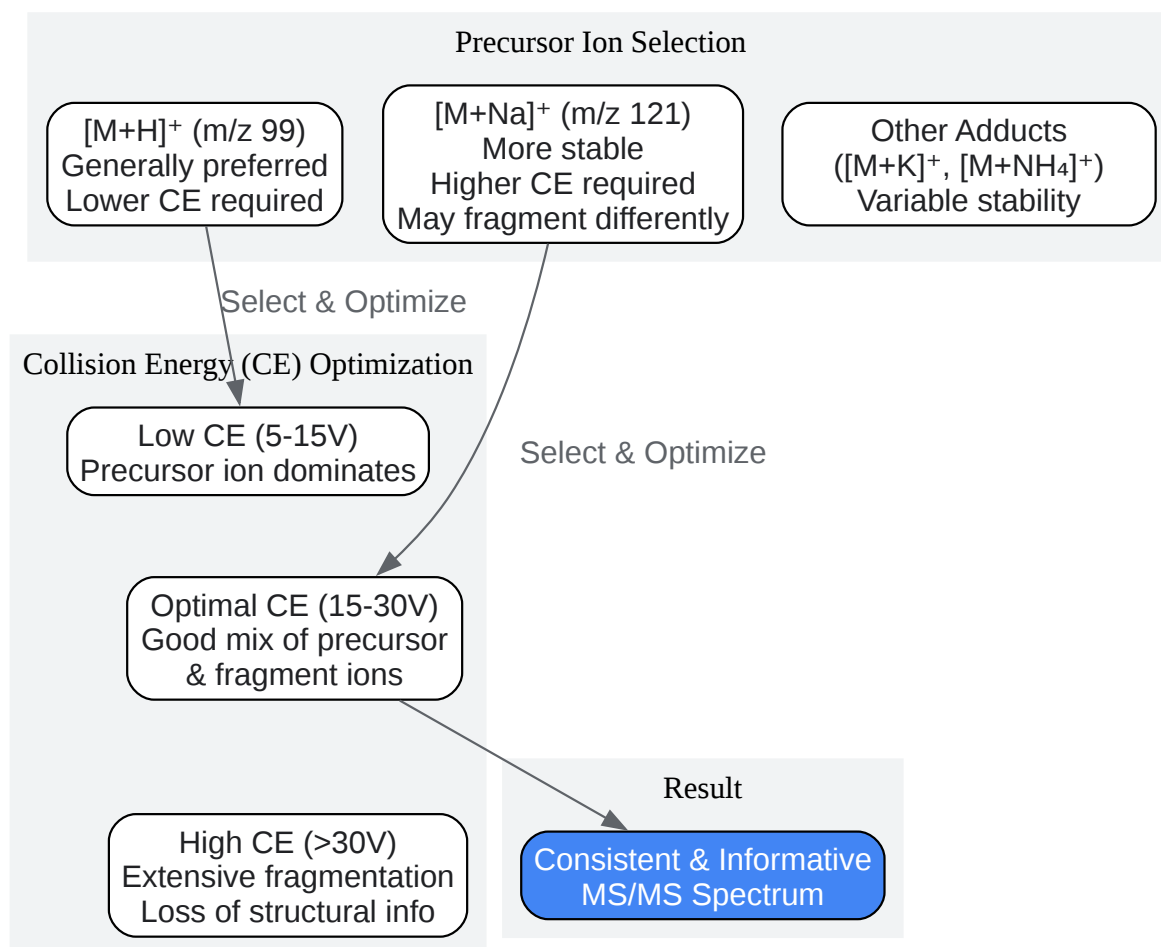 Precursor Ion Selection
[M+H]⁺ (m/z 99)
Generally preferred
Lower CE required
[M+Na]⁺ (m/z 121)
More stable
Higher CE required
May fragment differently
Other Adducts
([M+K]⁺, [M+NH₄]⁺)
Variable stability
Select & Optimize
Collision Energy (CE) Optimization
Low CE (5-15V)
Precursor ion dominates
Select & Optimize
Optimal CE (15-30V)
Good mix of precursor
& fragment ions
High CE (>30V)
Extensive fragmentation
Loss of structural info
Result
Consistent & Informative
MS/MS Spectrum